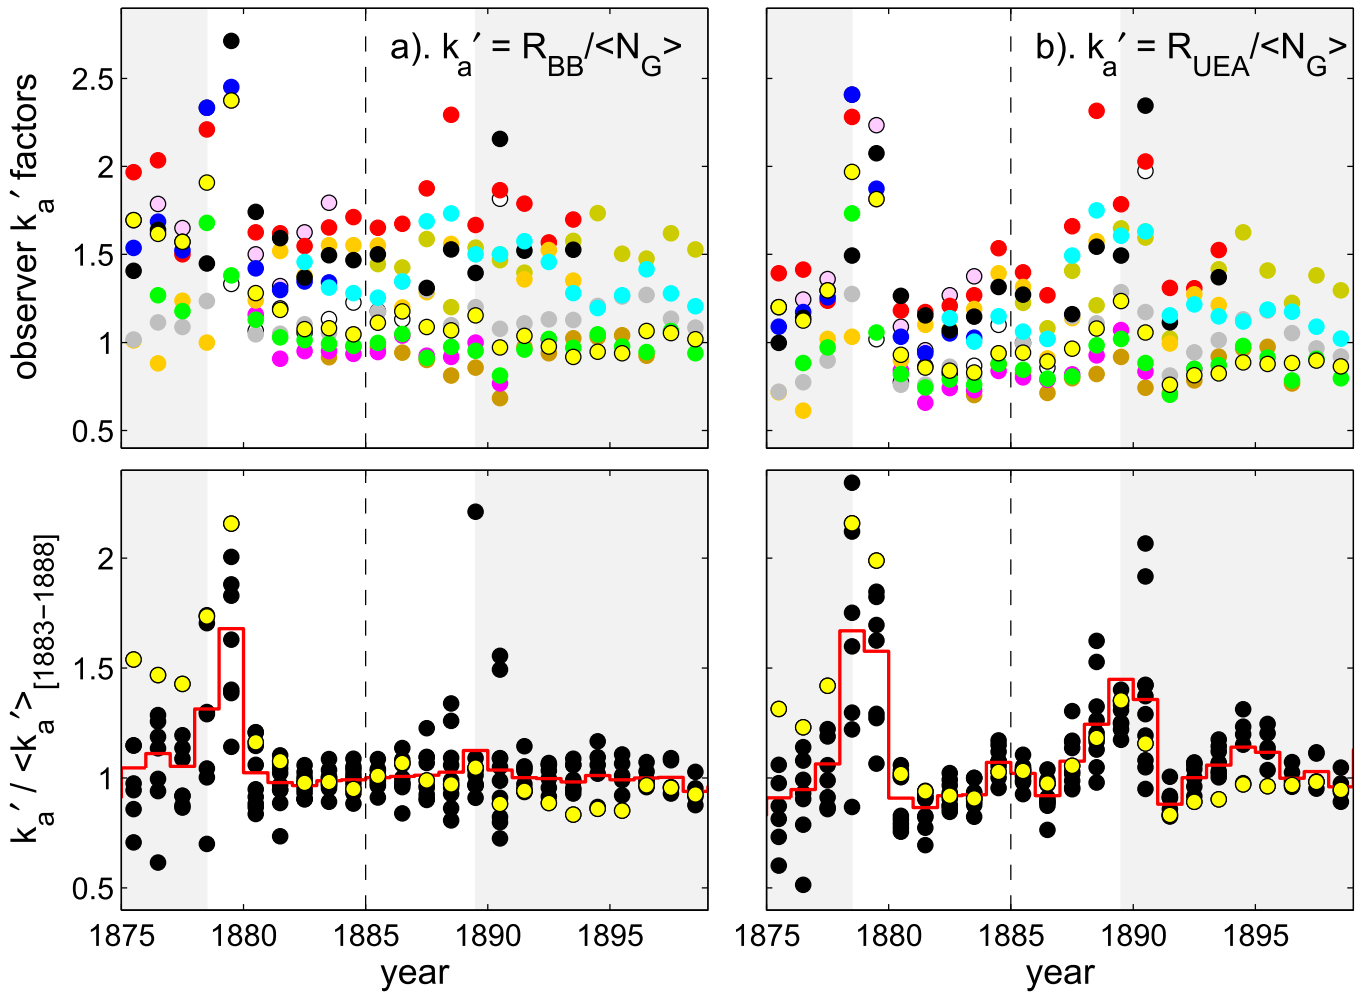 a). kₐ′ = R_BB/<N_G>
b). kₐ′ = R_UEA/<N_G>
observer kₐ′ factors
2.5
2
1.5
1
0.5
kₐ′ / <kₐ′>[1883−1888]
2
1.5
1
0.5
1875 1880 1885 1890 1895
1875 1880 1885 1890 1895
year
year